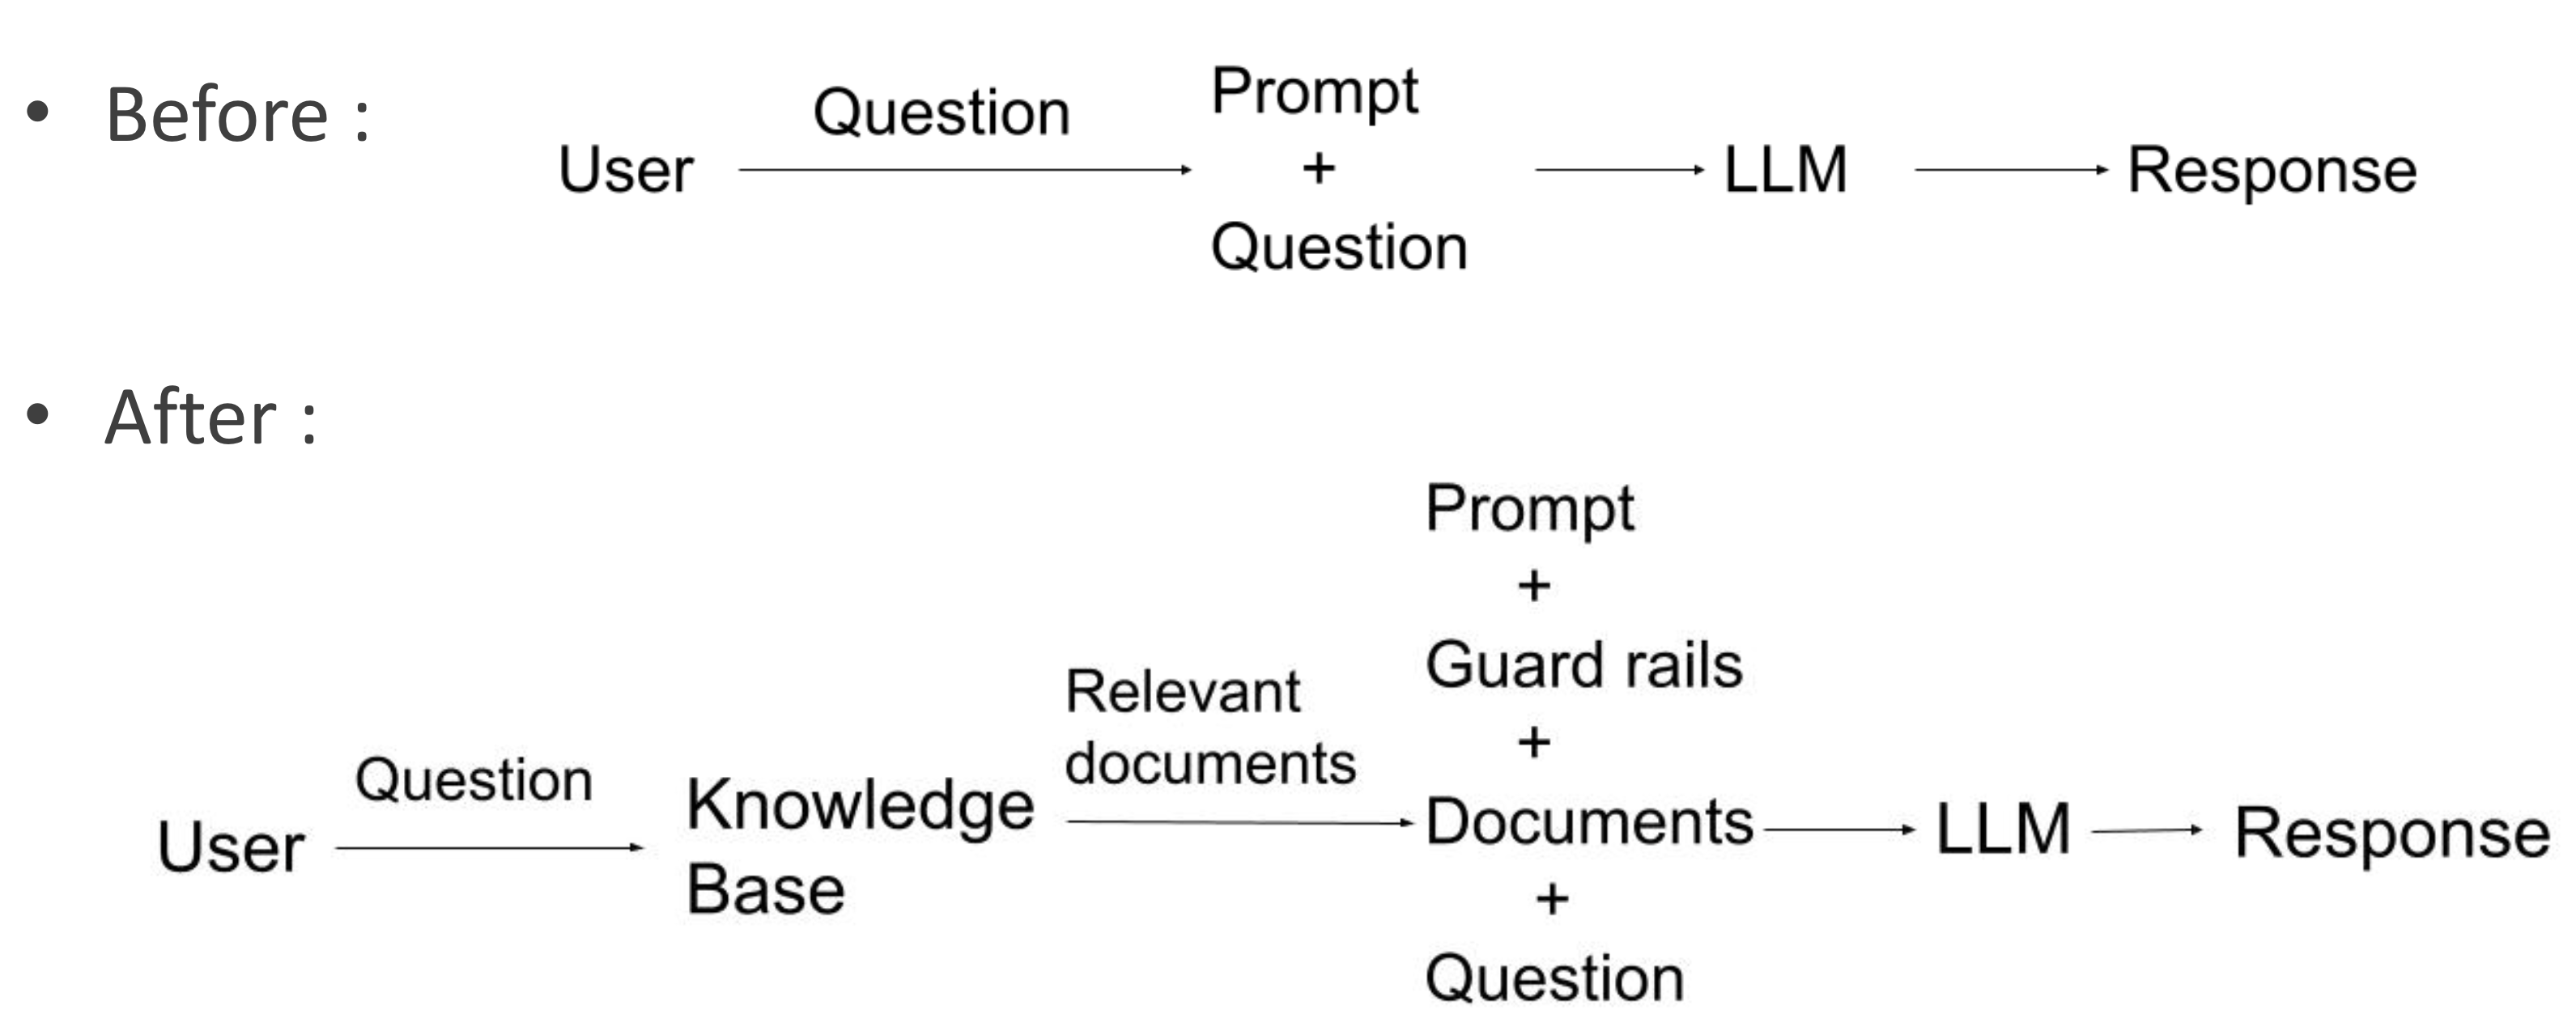 • Before :
User
Question
Prompt
+
Question
LLM
Response
• After :
User
Question
Knowledge
Base
Relevant
documents
Prompt
+
Guard rails
+
Documents
+
Question
LLM
Response